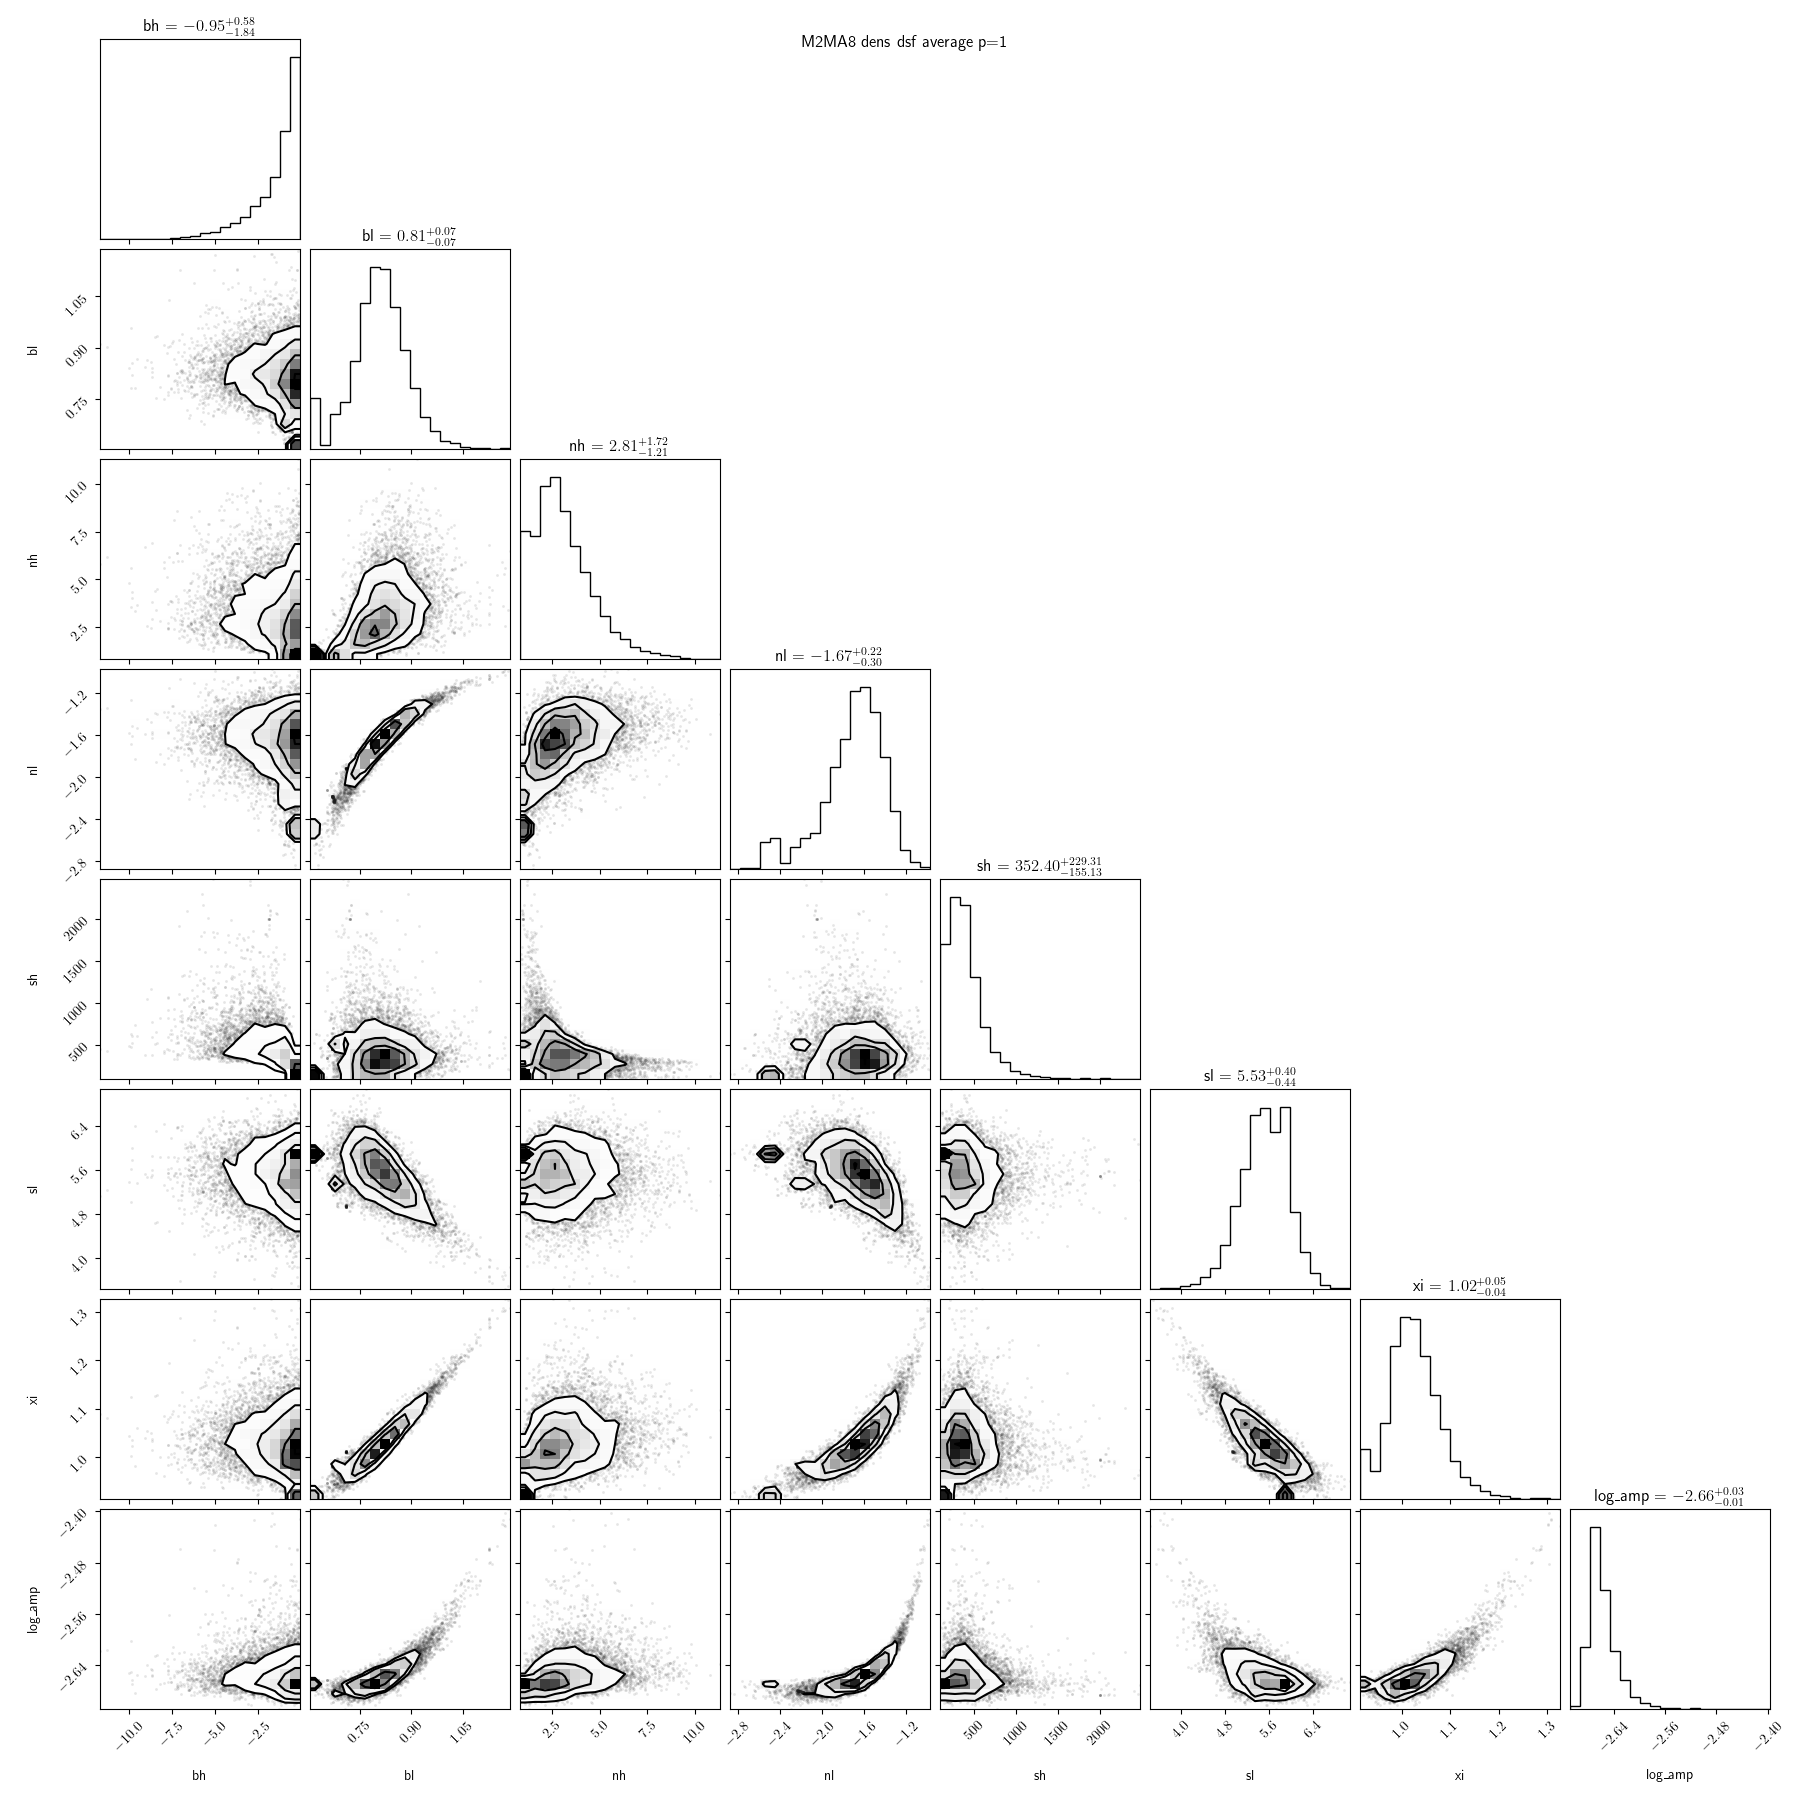 M2MA8 dens dsf average p=1
bh = −0.95+0.58 −1.84
bl = 0.81+0.07 −0.07
bl
1.05
0.90
0.75
nh = 2.81+1.72 −1.21
nh
10.0
7.5
5.0
2.5
nl = −1.67+0.22 −0.30
nl
−1.2
−1.6
−2.0
−2.4
−2.8
sh = 352.40+229.31 −155.13
sh
2000
1500
1000
500
sl = 5.53+0.40 −0.44
sl
6.4
5.6
4.8
4.0
xi = 1.02+0.05 −0.04
xi
1.3
1.2
1.1
1.0
log_amp = −2.66+0.03 −0.01
log_amp
−2.40
−2.48
−2.56
−2.64
−10.0 −7.5 −5.0 −2.5
0.75 0.90 1.05
2.5 5.0 7.5 10.0
−2.8 −2.4 −2.0 −1.6 −1.2
500 1000 1500 2000
4.0 4.8 5.6 6.4
1.0 1.1 1.2 1.3
−2.64 −2.56 −2.48 −2.40
bh bl nh nl sh sl xi log_amp